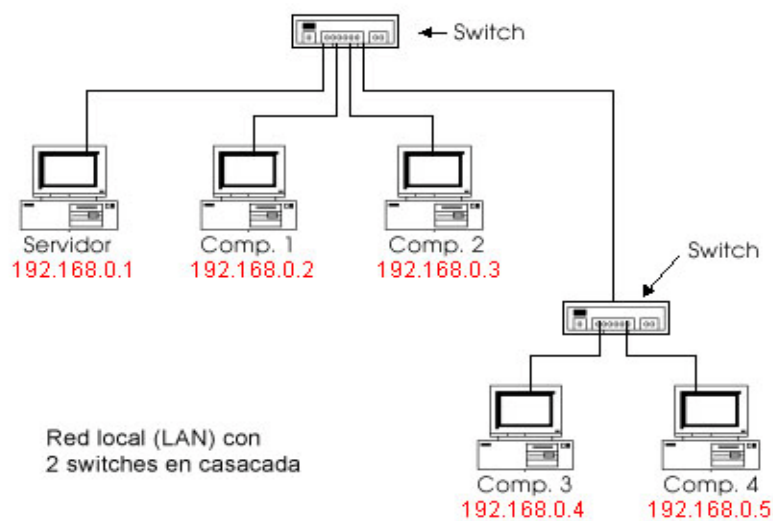 Switch
Servidor
192.168.0.1
Comp. 1
192.168.0.2
Comp. 2
192.168.0.3
Switch
Red local (LAN) con
2 switches en casacada
Comp. 3
192.168.0.4
Comp. 4
192.168.0.5